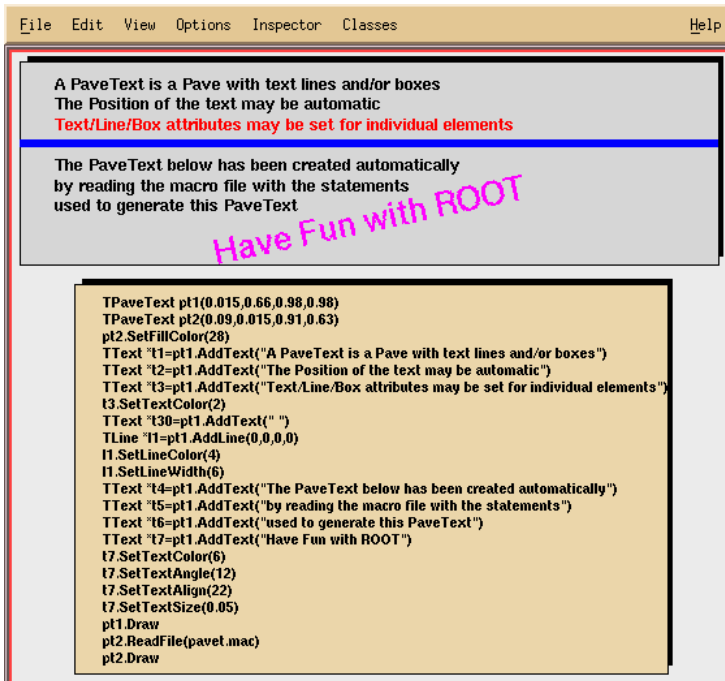 File Edit View Options Inspector Classes Help
A PaveText is a Pave with text lines and/or boxes
The Position of the text may be automatic
Text/Line/Box attributes may be set for individual elements
The PaveText below has been created automatically
by reading the macro file with the statements
used to generate this PaveText
Have Fun with ROOT
TPaveText pt1(0.015,0.66,0.98,0.98)
TPaveText pt2(0.09,0.015,0.91,0.63)
pt2.SetFillColor(28)
TText *t1=pt1.AddText("A PaveText is a Pave with text lines and/or boxes")
TText *t2=pt1.AddText("The Position of the text may be automatic")
TText *t3=pt1.AddText("Text/Line/Box attributes may be set for individual elements")
t3.SetTextColor(2)
TText *t30=pt1.AddText(" ")
TLine *l1=pt1.AddLine(0,0,0,0)
l1.SetLineColor(4)
l1.SetLineWidth(6)
TText *t4=pt1.AddText("The PaveText below has been created automatically")
TText *t5=pt1.AddText("by reading the macro file with the statements")
TText *t6=pt1.AddText("used to generate this PaveText")
TText *t7=pt1.AddText("Have Fun with ROOT")
t7.SetTextColor(6)
t7.SetTextAngle(12)
t7.SetTextAlign(22)
t7.SetTextSize(0.05)
pt1.Draw
pt2.ReadFile(pavet.mac)
pt2.Draw